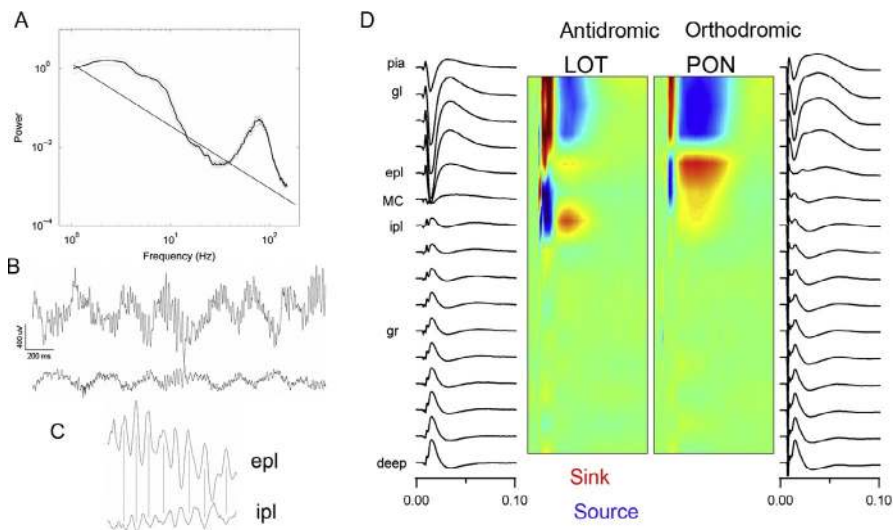 A
10⁰
10⁻²
10⁻⁴
Power
10⁰
10¹
10²
Frequency (Hz)
B
400 uV
200 ms
C
epl
ipl
D
Antidromic
Orthodromic
LOT
PON
pia
gl
epl
MC
ipl
gr
deep
0.00
0.10
Sink
Source
0.00
0.10